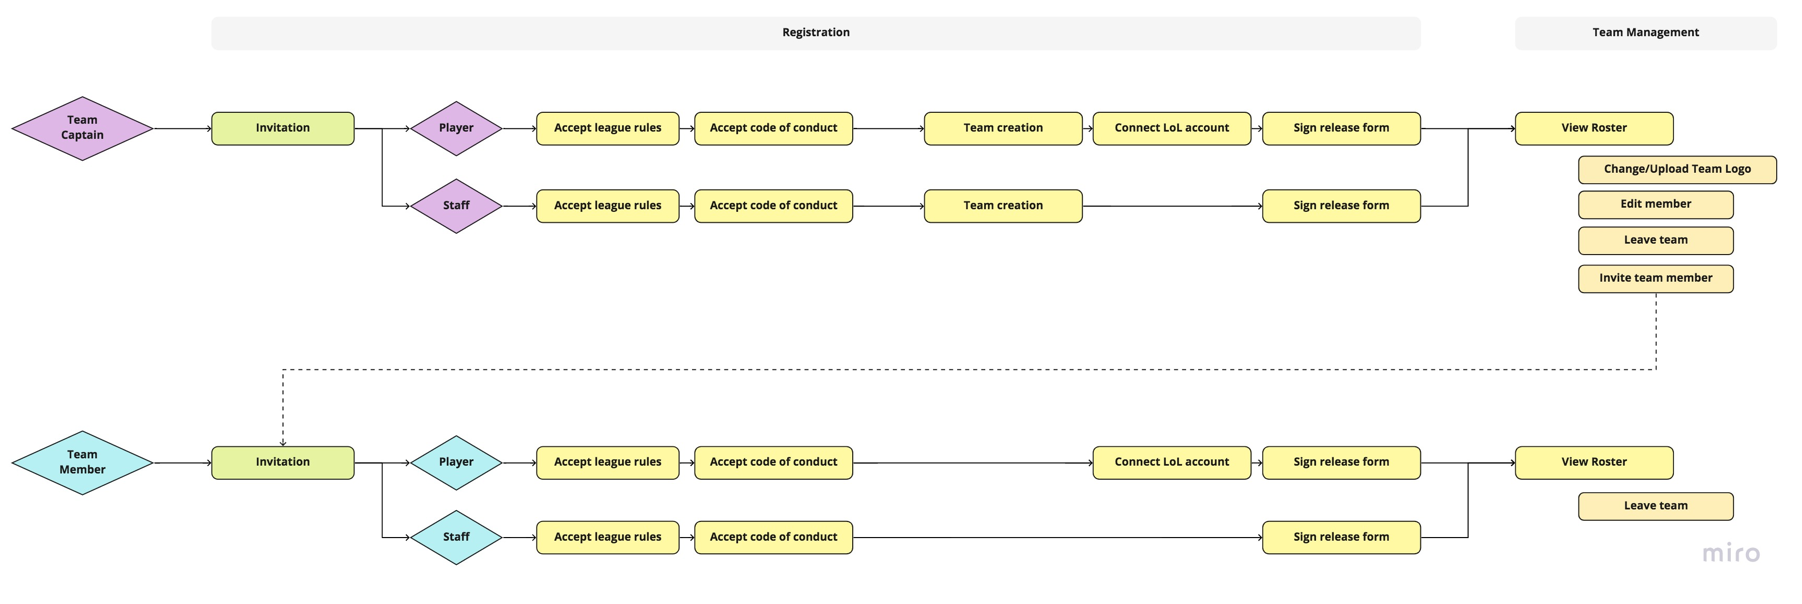 Registration
Team Management
Team
Captain
Invitation
Player
Accept league rules
Accept code of conduct
Team creation
Connect LoL account
Sign release form
View Roster
Change/Upload Team Logo
Staff
Accept league rules
Accept code of conduct
Team creation
Sign release form
Edit member
Leave team
Invite team member
Team
Member
Invitation
Player
Accept league rules
Accept code of conduct
Connect LoL account
Sign release form
View Roster
Leave team
Staff
Accept league rules
Accept code of conduct
Sign release form
miro